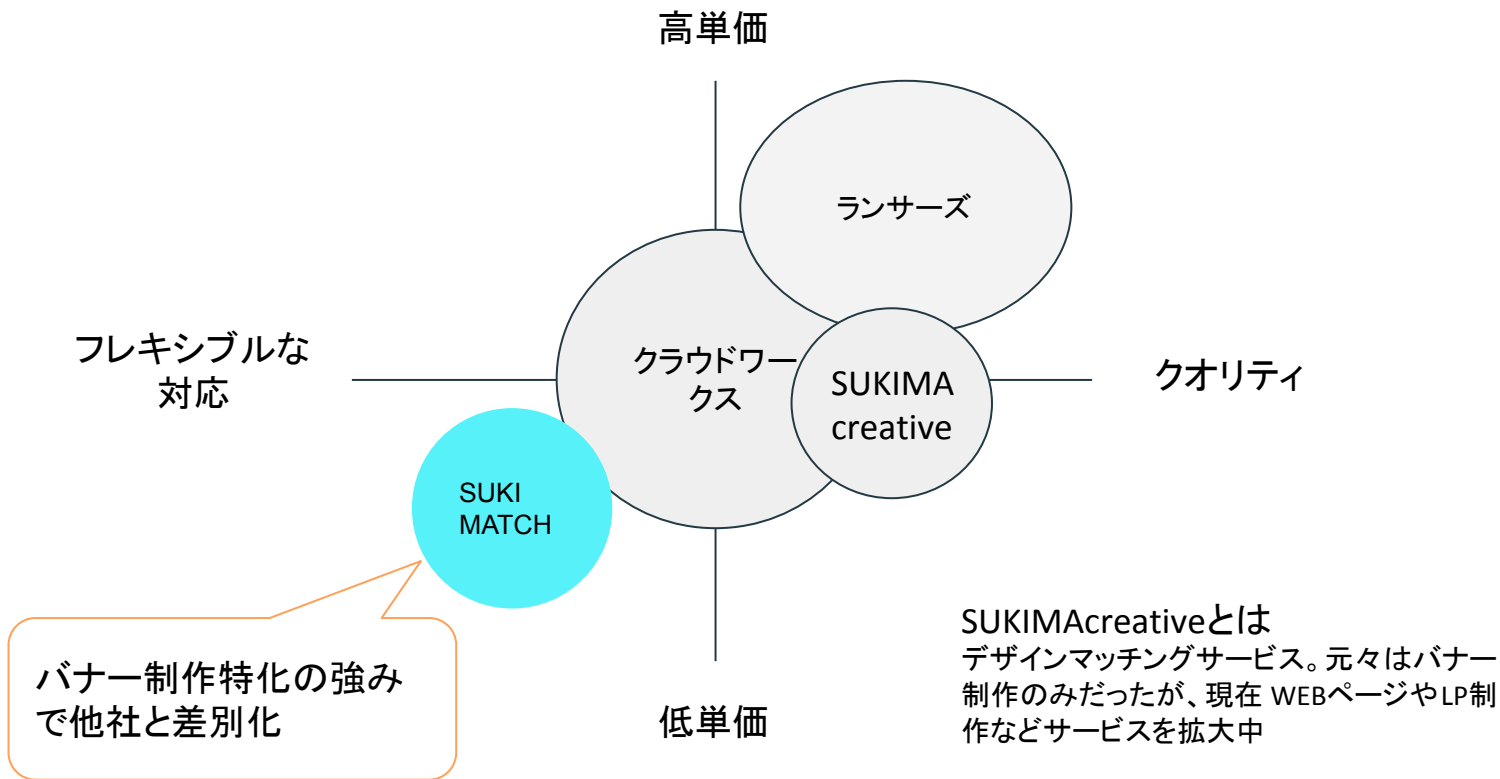 高単価
ランサーズ
フレキシブルな
対応
クラウドワー
クス
SUKIMA
creative
クオリティ
SUKI
MATCH
バナー制作特化の強み
で他社と差別化
低単価
SUKIMAcreativeとは
デザインマッチングサービス。元々はバナー
制作のみだったが、現在 WEBページやLP制
作などサービスを拡大中